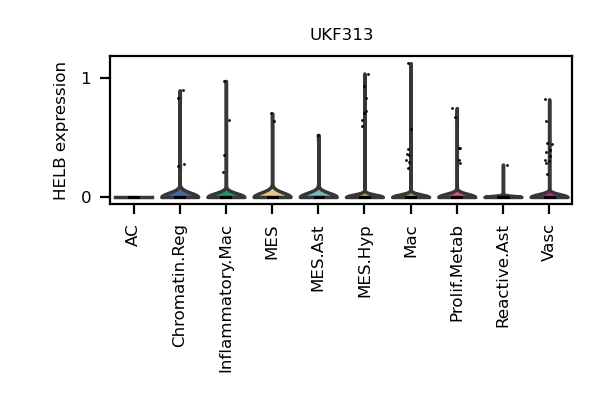 UKF313
HELB expression
1
0
AC
Chromatin.Reg
Inflammatory.Mac
MES
MES.Ast
MES.Hyp
Mac
Prolif.Metab
Reactive.Ast
Vasc